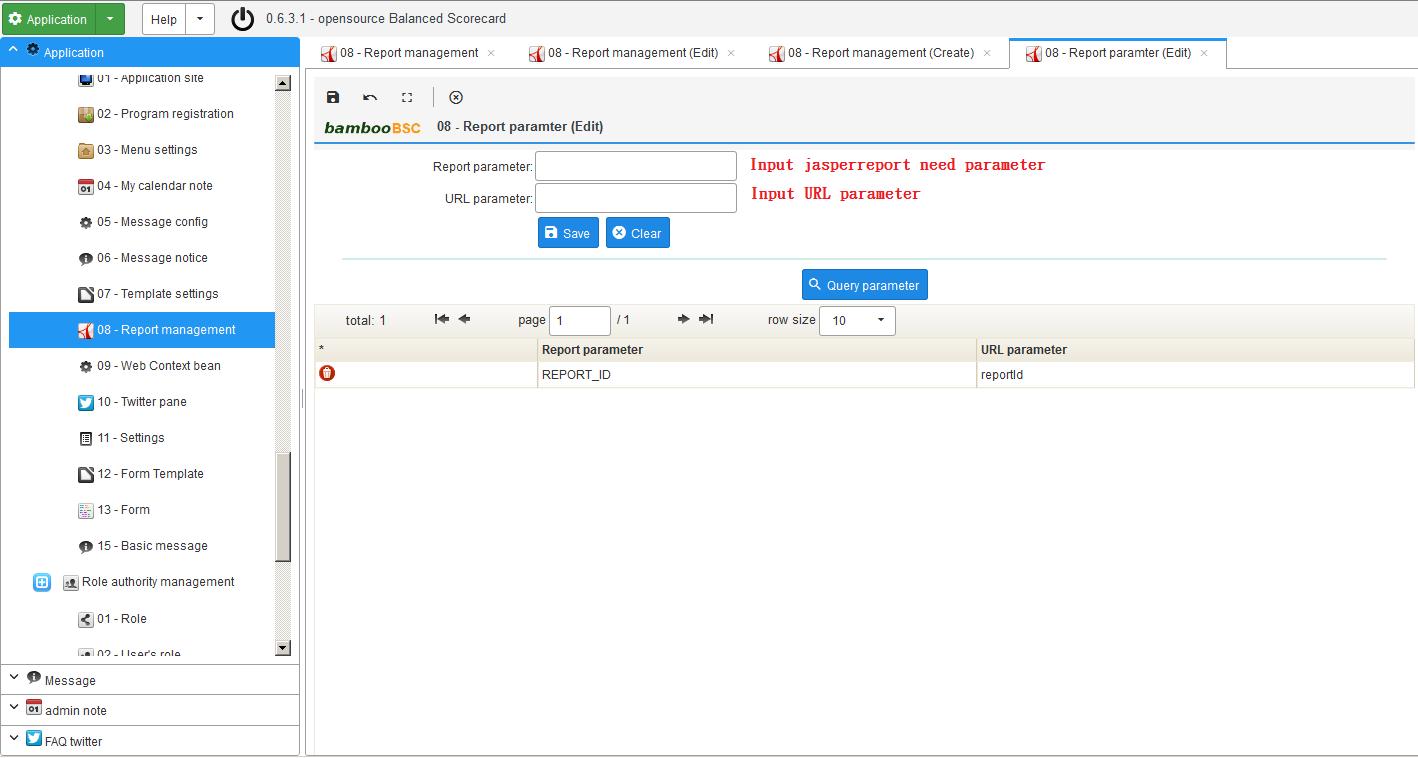 Application
Help
0.6.3.1 - opensource Balanced Scorecard
Application
01 - Application site
02 - Program registration
03 - Menu settings
01
04 - My calendar note
05 - Message config
06 - Message notice
07 - Template settings
08 - Report management
09 - Web Context bean
10 - Twitter pane
11 - Settings
12 - Form Template
13 - Form
15 - Basic message
Role authority management
01 - Role
02 - User's role
Message
01
admin note
FAQ twitter
08 - Report management
08 - Report management (Edit)
08 - Report management (Create)
08 - Report paramter (Edit)
bambooBSC 08 - Report paramter (Edit)
Report parameter: Input jasperreport need parameter
URL parameter: Input URL parameter
Save Clear
Query parameter
total: 1 page 1 / 1 row size 10
* Report parameter URL parameter
REPORT_ID reportId